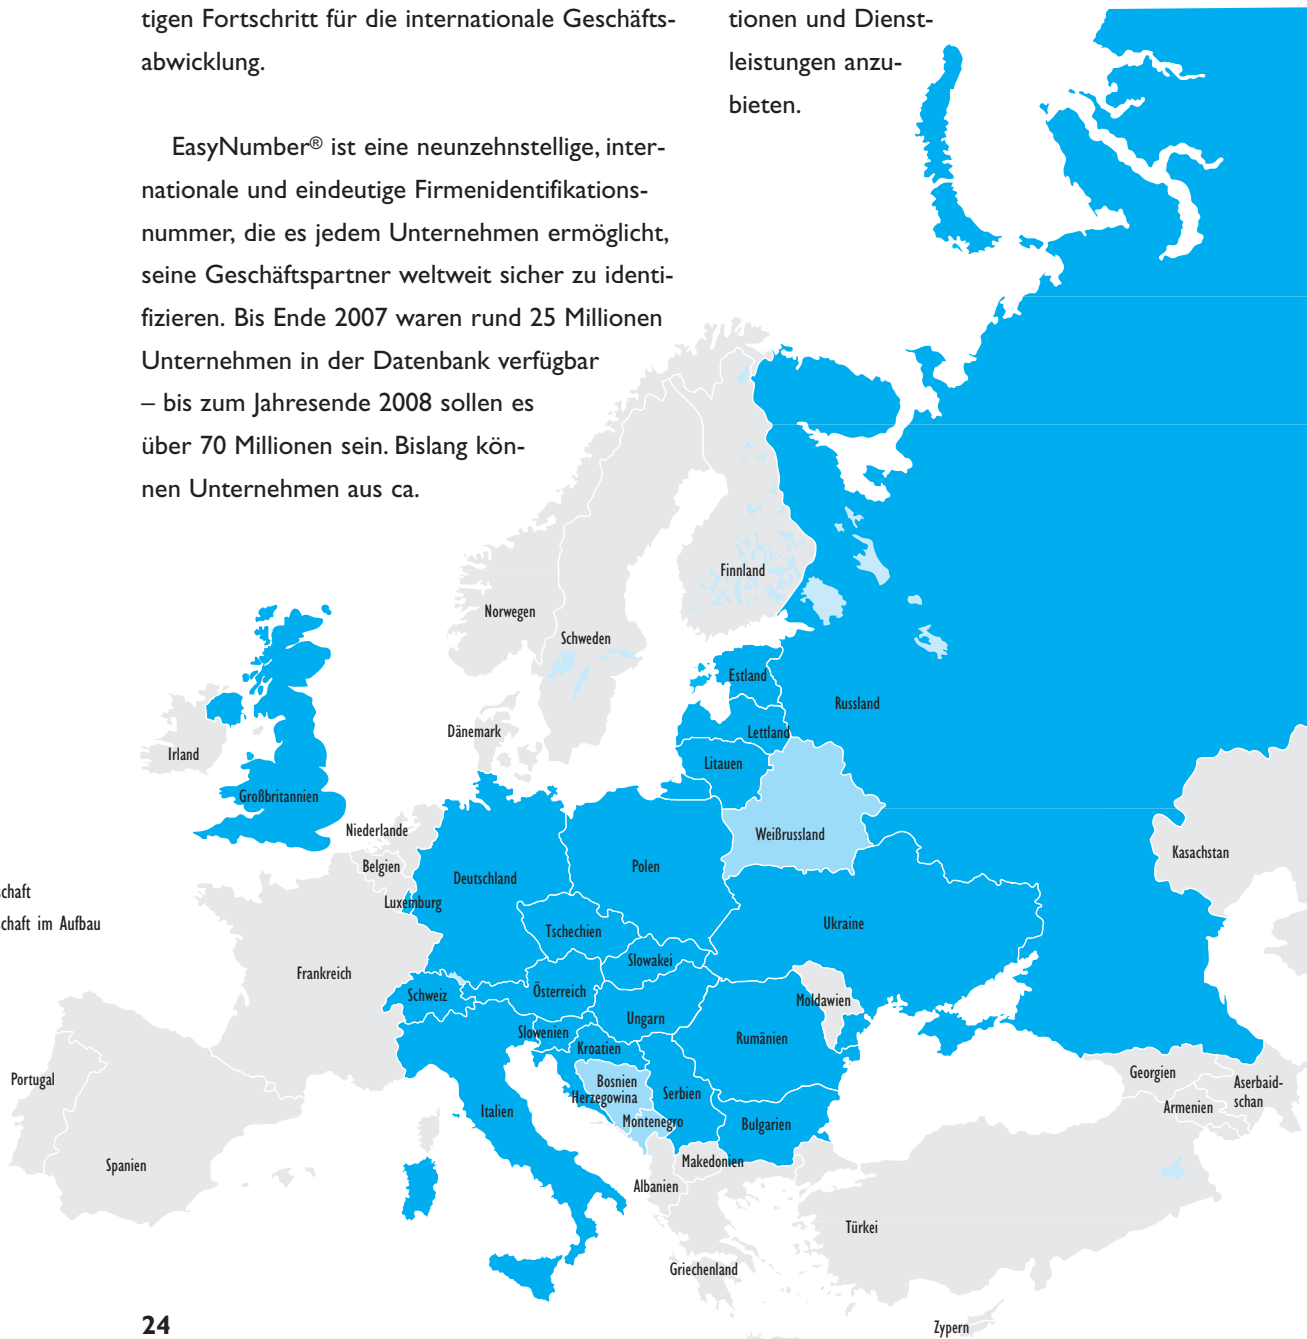 tigen Fortschritt für die internationale Geschäfts-
abwicklung.
EasyNumber® ist eine neunzehnstellige, inter-
nationale und eindeutige Firmenidentifikations-
nummer, die es jedem Unternehmen ermöglicht,
seine Geschäftspartner weltweit sicher zu identi-
fizieren. Bis Ende 2007 waren rund 25 Millionen
Unternehmen in der Datenbank verfügbar
– bis zum Jahresende 2008 sollen es
über 70 Millionen sein. Bislang kön-
nen Unternehmen aus ca.
tionen und Dienst-
leistungen anzu-
bieten.
Finnland
Norwegen
Schweden
Estland
Russland
Dänemark
Lettland
Irland
Litauen
Großbritannien
Niederlande
Weißrussland
Belgien
Polen
Kasachstan
Deutschland
Luxemburg
schaft
schaft im Aufbau
Tschechien
Ukraine
Slowakei
Frankreich
Schweiz
Österreich
Moldawien
Ungarn
Slowenien
Rumänien
Kroatien
Portugal
Bosnien
Herzegowina
Serbien
Georgien
Aserbaid-
schan
Armenien
Italien
Montenegro
Bulgarien
Spanien
Makedonien
Albanien
Türkei
Griechenland
Zypern
24